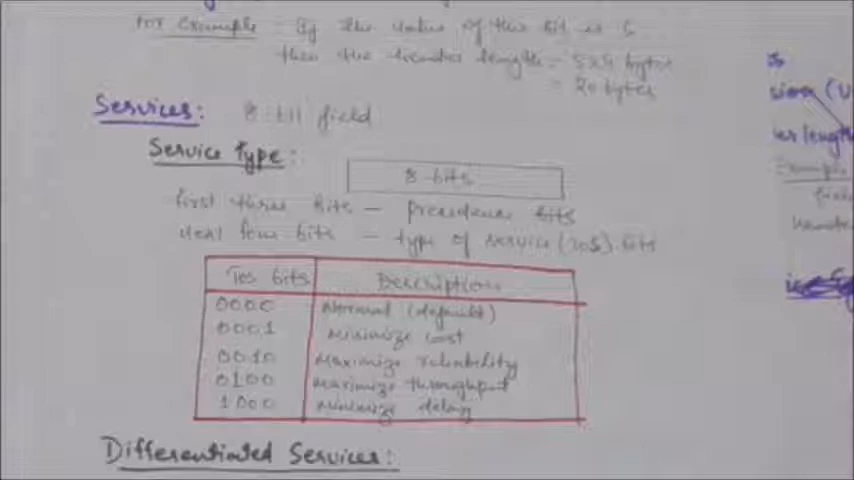 For example: If the value of this bit is 5
then the header length = 5x4 bytes
= 20 bytes
Services: 8-bit field
Service Type:
8 bits
first three bits - precedence bits
next four bits - type of service (TOS) bits
TOS bits Description
0000 Normal (default)
0001 Minimize cost
0010 Maximize reliability
0100 Maximize throughput
1000 Minimize delay
Differentiated Services: